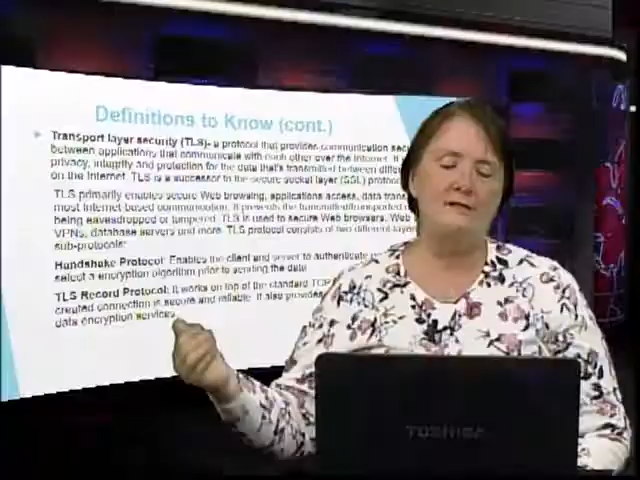 Definitions to Know (cont.)
Transport layer security (TLS)- a protocol that provides communication
between applications that communicate with each other over the Internet. It
privacy, integrity and protection for the data that's transmitted between
on the Internet. TLS is a successor to the secure socket layer (SSL)
TLS primarily enables secure Web browsing, applications access, data
most Internet-based communication. It prevents the transmitted/transported
being eavesdropped or tampered. TLS is used to secure Web browsers, Web
VPNs, database servers and more. TLS protocol consists of two different
sub-protocols:
Handshake Protocol: Enables the client and server to authenticate
select a encryption algorithm prior to sending the data
TLS Record Protocol: It works on top of the standard TCP
created connection is secure and reliable. It also provides
data encryption services.
TOSHIBA